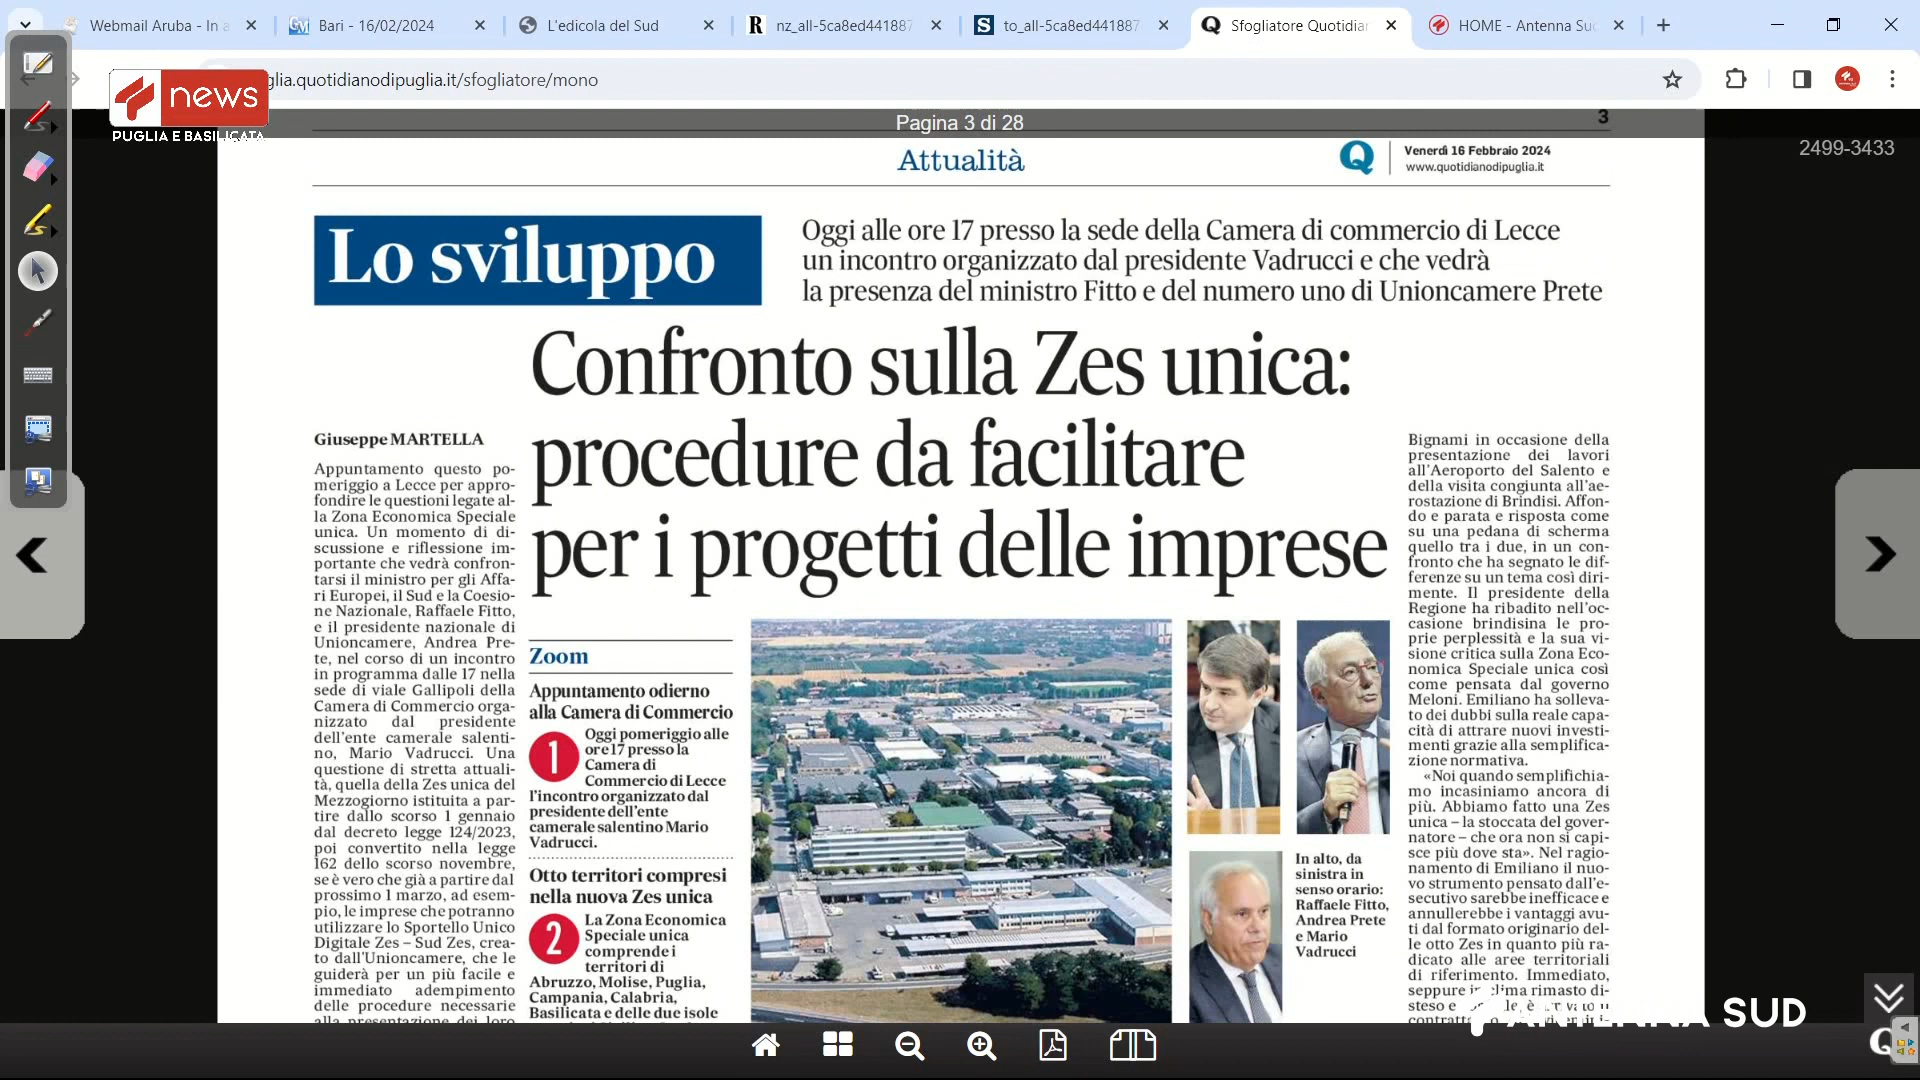 Webmail Aruba - In a
Bari - 16/02/2024
L'edicola del Sud
nz_all-5ca8ed441887
to_all-5ca8ed441887
Sfogliatore Quotidia
HOME - Antenna Su
glia.quotidianodipuglia.it/sfogliatore/mono
news
PUGLIA E BASILICATA
Pagina 3 di 28
3
2499-3433
Attualità
Q
Venerdì 16 Febbraio 2024
www.quotidianodipuglia.it
Lo sviluppo
Oggi alle ore 17 presso la sede della Camera di commercio di Lecce
un incontro organizzato dal presidente Vadrucci e che vedrà
la presenza del ministro Fitto e del numero uno di Unioncamere Prete
Confronto sulla Zes unica:
procedure da facilitare
per i progetti delle imprese
Giuseppe MARTELLA
Appuntamento questo po-
meriggio a Lecce per appro-
fondire le questioni legate al-
la Zona Economica Speciale
unica. Un momento di di-
scussione e riflessione im-
portante che vedrà confron-
tarsi il ministro per gli Affa-
ri Europei, il Sud e la Coesio-
ne Nazionale, Raffaele Fitto,
e il presidente nazionale di
Unioncamere, Andrea Pre-
te, nel corso di un incontro
in programma dalle 17 nella
sede di viale Gallipoli della
Camera di Commercio orga-
nizzato dal presidente
dell'ente camerale salenti-
no, Mario Vadrucci. Una
questione di stretta attuali-
tà, quella della Zes unica del
Mezzogiorno istituita a par-
tire dallo scorso 1 gennaio
dal decreto legge 124/2023,
poi convertito nella legge
162 dello scorso novembre,
se è vero che già a partire dal
prossimo 1 marzo, ad esem-
pio, le imprese che potranno
utilizzare lo Sportello Unico
Digitale Zes – Sud Zes, crea-
to dall'Unioncamere, che le
guiderà per un più facile e
immediato adempimento
delle procedure necessarie
alla presentazione dei loro
Zoom
Appuntamento odierno
alla Camera di Commercio
1
Oggi pomeriggio alle
ore 17 presso la
Camera di
Commercio di Lecce
l'incontro organizzato dal
presidente dell'ente
camerale salentino Mario
Vadrucci.
Otto territori compresi
nella nuova Zes unica
2
La Zona Economica
Speciale unica
comprende i
territori di
Abruzzo, Molise, Puglia,
Campania, Calabria,
Basilicata e delle due isole
In alto, da
sinistra in
senso orario:
Raffaele Fitto,
Andrea Prete
e Mario
Vadrucci
Bignami in occasione della
presentazione dei lavori
all'Aeroporto del Salento e
della visita congiunta all'ae-
rostazione di Brindisi. Affon-
do e parata e risposta come
su una pedana di scherma
quello tra i due, in un con-
fronto che ha segnato le dif-
ferenze su un tema così diri-
mente. Il presidente della
Regione ha ribadito nell'oc-
casione brindisina le pro-
prie perplessità e la sua vi-
sione critica sulla Zona Eco-
nomica Speciale unica così
come pensata dal governo
Meloni. Emiliano ha solleva-
to dei dubbi sulla reale capa-
cità di attrare nuovi investi-
menti grazie alla semplifica-
zione normativa.
«Noi quando semplifichia-
mo incasiniamo ancora di
più. Abbiamo fatto una Zes
unica – la stoccata del gover-
natore – che ora non si capi-
sce più dove sta». Nel ragio-
namento di Emiliano il nuo-
vo strumento pensato dall'e-
secutivo sarebbe inefficace e
annullerebbe i vantaggi avu-
ti dal formato originario del-
le otto Zes in quanto più ra-
dicato alle aree territoriali
di riferimento. Immediato,
seppure in clima rimasto di-
steso e
ANTENNA SUD